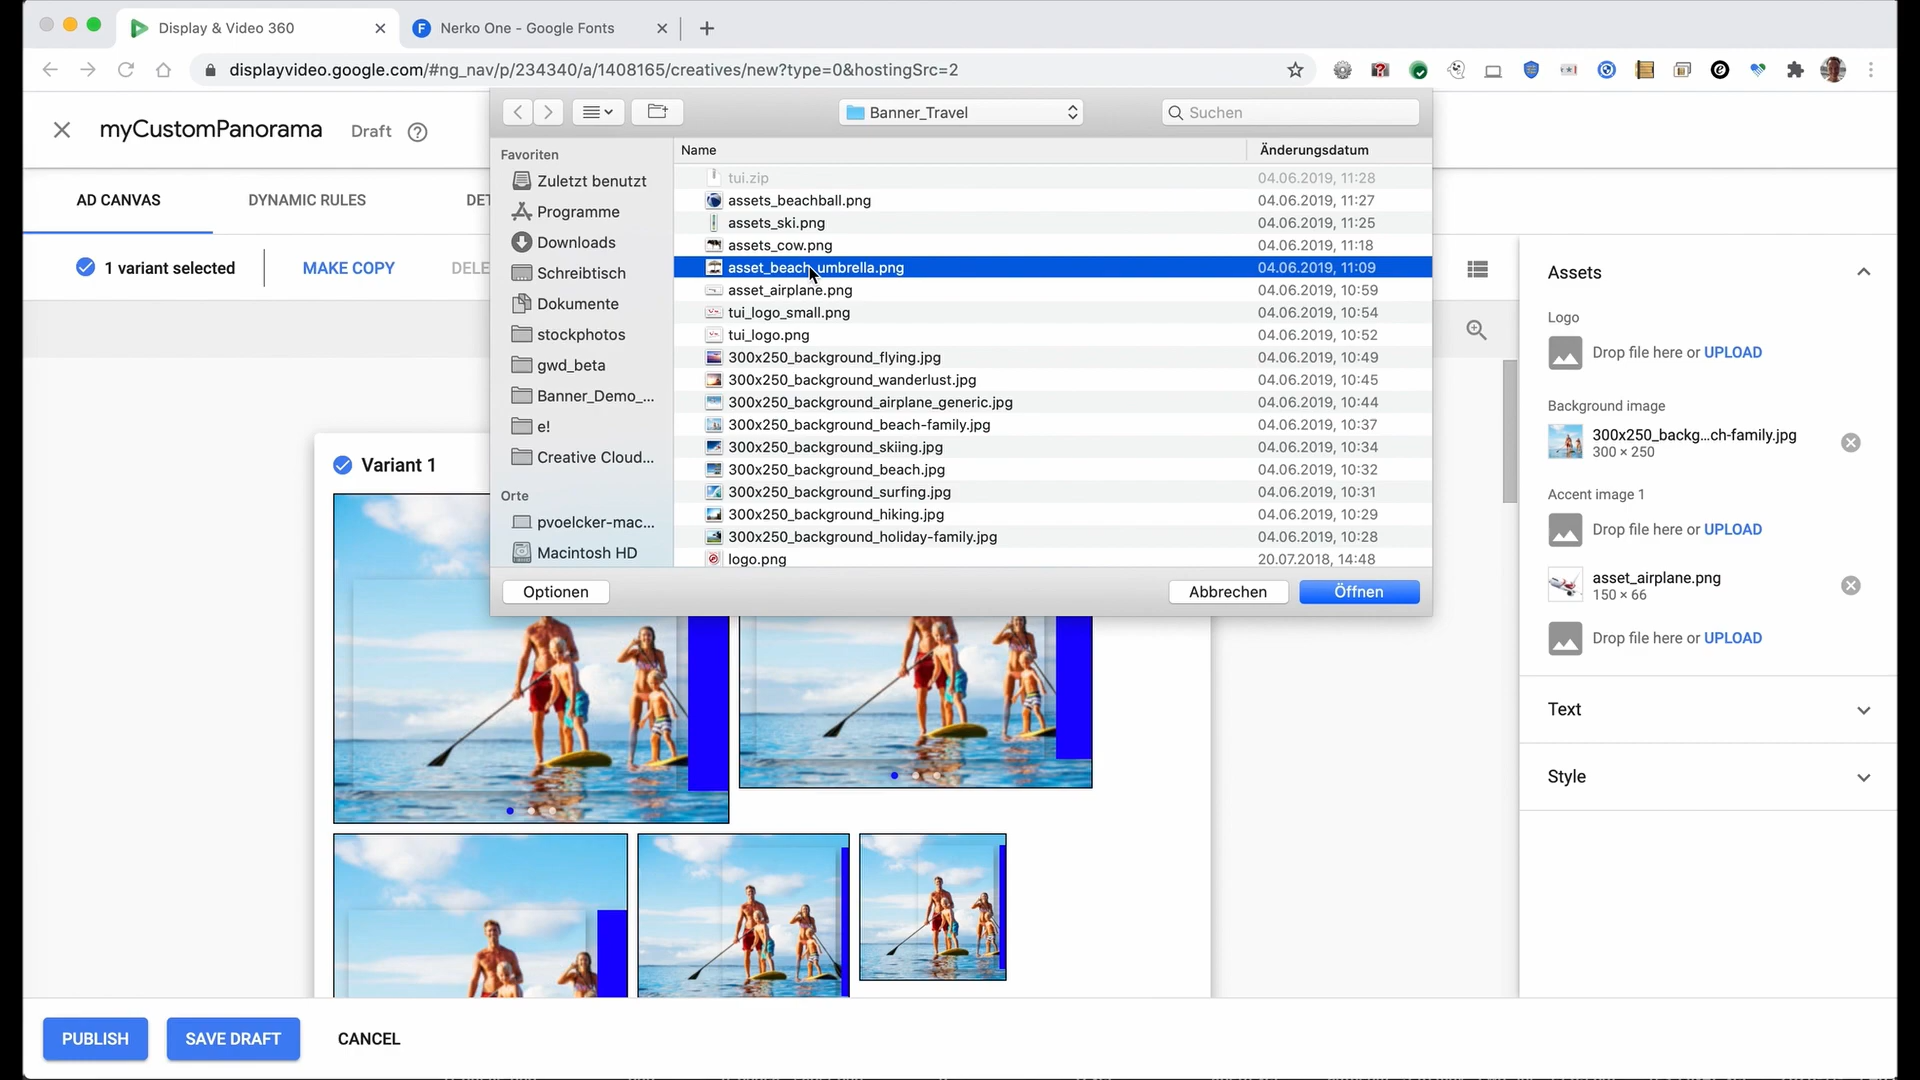 Display & Video 360
Nerko One - Google Fonts
displayvideo.google.com/#ng_nav/p/234340/a/1408165/creatives/new?type=0&hostingSrc=2
myCustomPanorama
Draft
AD CANVAS
DYNAMIC RULES
DET
1 variant selected
MAKE COPY
DELE
Variant 1
Banner_Travel
Suchen
Favoriten
Zuletzt benutzt
Programme
Downloads
Schreibtisch
Dokumente
stockphotos
gwd_beta
Banner_Demo_...
e!
Creative Cloud...
Orte
pvoelcker-mac...
Macintosh HD
Name Änderungsdatum
tui.zip 04.06.2019, 11:28
assets_beachball.png 04.06.2019, 11:27
assets_ski.png 04.06.2019, 11:25
assets_cow.png 04.06.2019, 11:18
asset_beach_umbrella.png 04.06.2019, 11:09
asset_airplane.png 04.06.2019, 10:59
tui_logo_small.png 04.06.2019, 10:54
tui_logo.png 04.06.2019, 10:52
300x250_background_flying.jpg 04.06.2019, 10:49
300x250_background_wanderlust.jpg 04.06.2019, 10:45
300x250_background_airplane_generic.jpg 04.06.2019, 10:44
300x250_background_beach-family.jpg 04.06.2019, 10:37
300x250_background_skiing.jpg 04.06.2019, 10:34
300x250_background_beach.jpg 04.06.2019, 10:32
300x250_background_surfing.jpg 04.06.2019, 10:31
300x250_background_hiking.jpg 04.06.2019, 10:29
300x250_background_holiday-family.jpg 04.06.2019, 10:28
logo.png 20.07.2018, 14:48
Optionen
Abbrechen
Öffnen
Assets
Logo
Drop file here or UPLOAD
Background image
300x250_backg...ch-family.jpg
300 × 250
Accent image 1
Drop file here or UPLOAD
asset_airplane.png
150 × 66
Drop file here or UPLOAD
Text
Style
PUBLISH
SAVE DRAFT
CANCEL